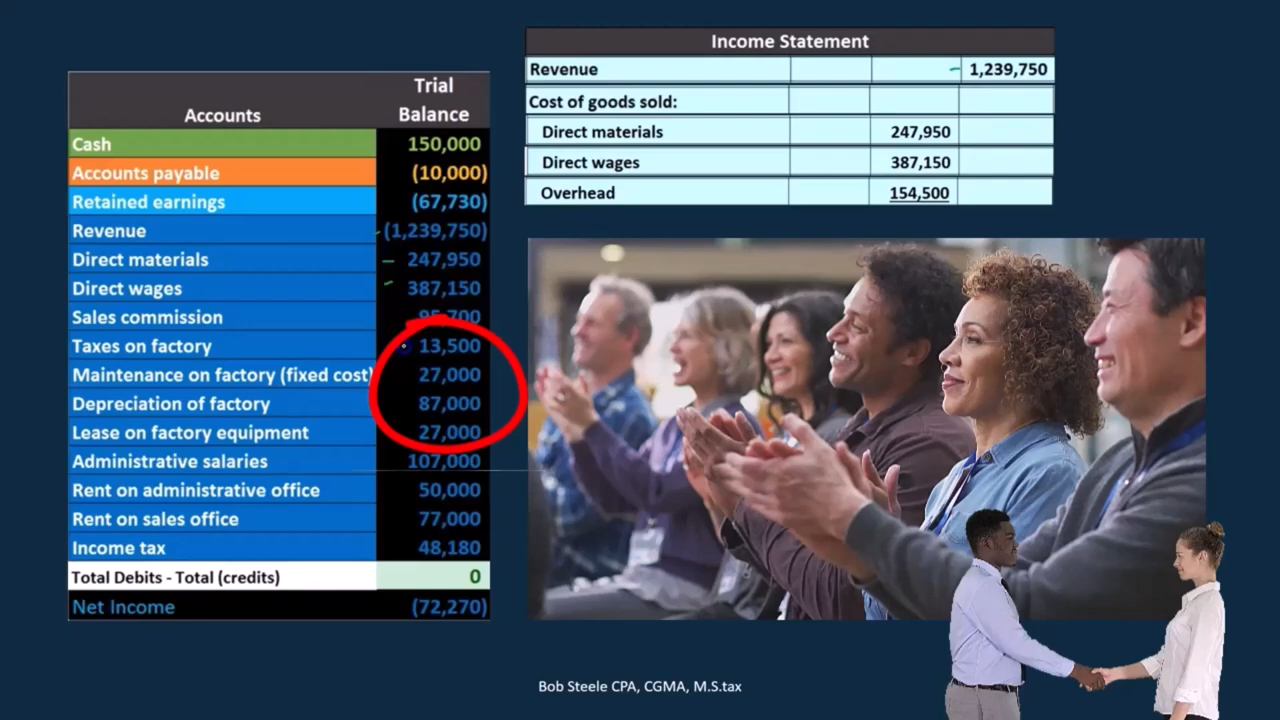 Trial
Accounts Balance
Cash 150,000
Accounts payable (10,000)
Retained earnings (67,730)
Revenue (1,239,750)
Direct materials 247,950
Direct wages 387,150
Sales commission 95,700
Taxes on factory 13,500
Maintenance on factory (fixed cost) 27,000
Depreciation of factory 87,000
Lease on factory equipment 27,000
Administrative salaries 107,000
Rent on administrative office 50,000
Rent on sales office 77,000
Income tax 48,180
Total Debits - Total (credits) 0
Net Income (72,270)
Income Statement
Revenue 1,239,750
Cost of goods sold:
Direct materials 247,950
Direct wages 387,150
Overhead 154,500
Bob Steele CPA, CGMA, M.S.tax